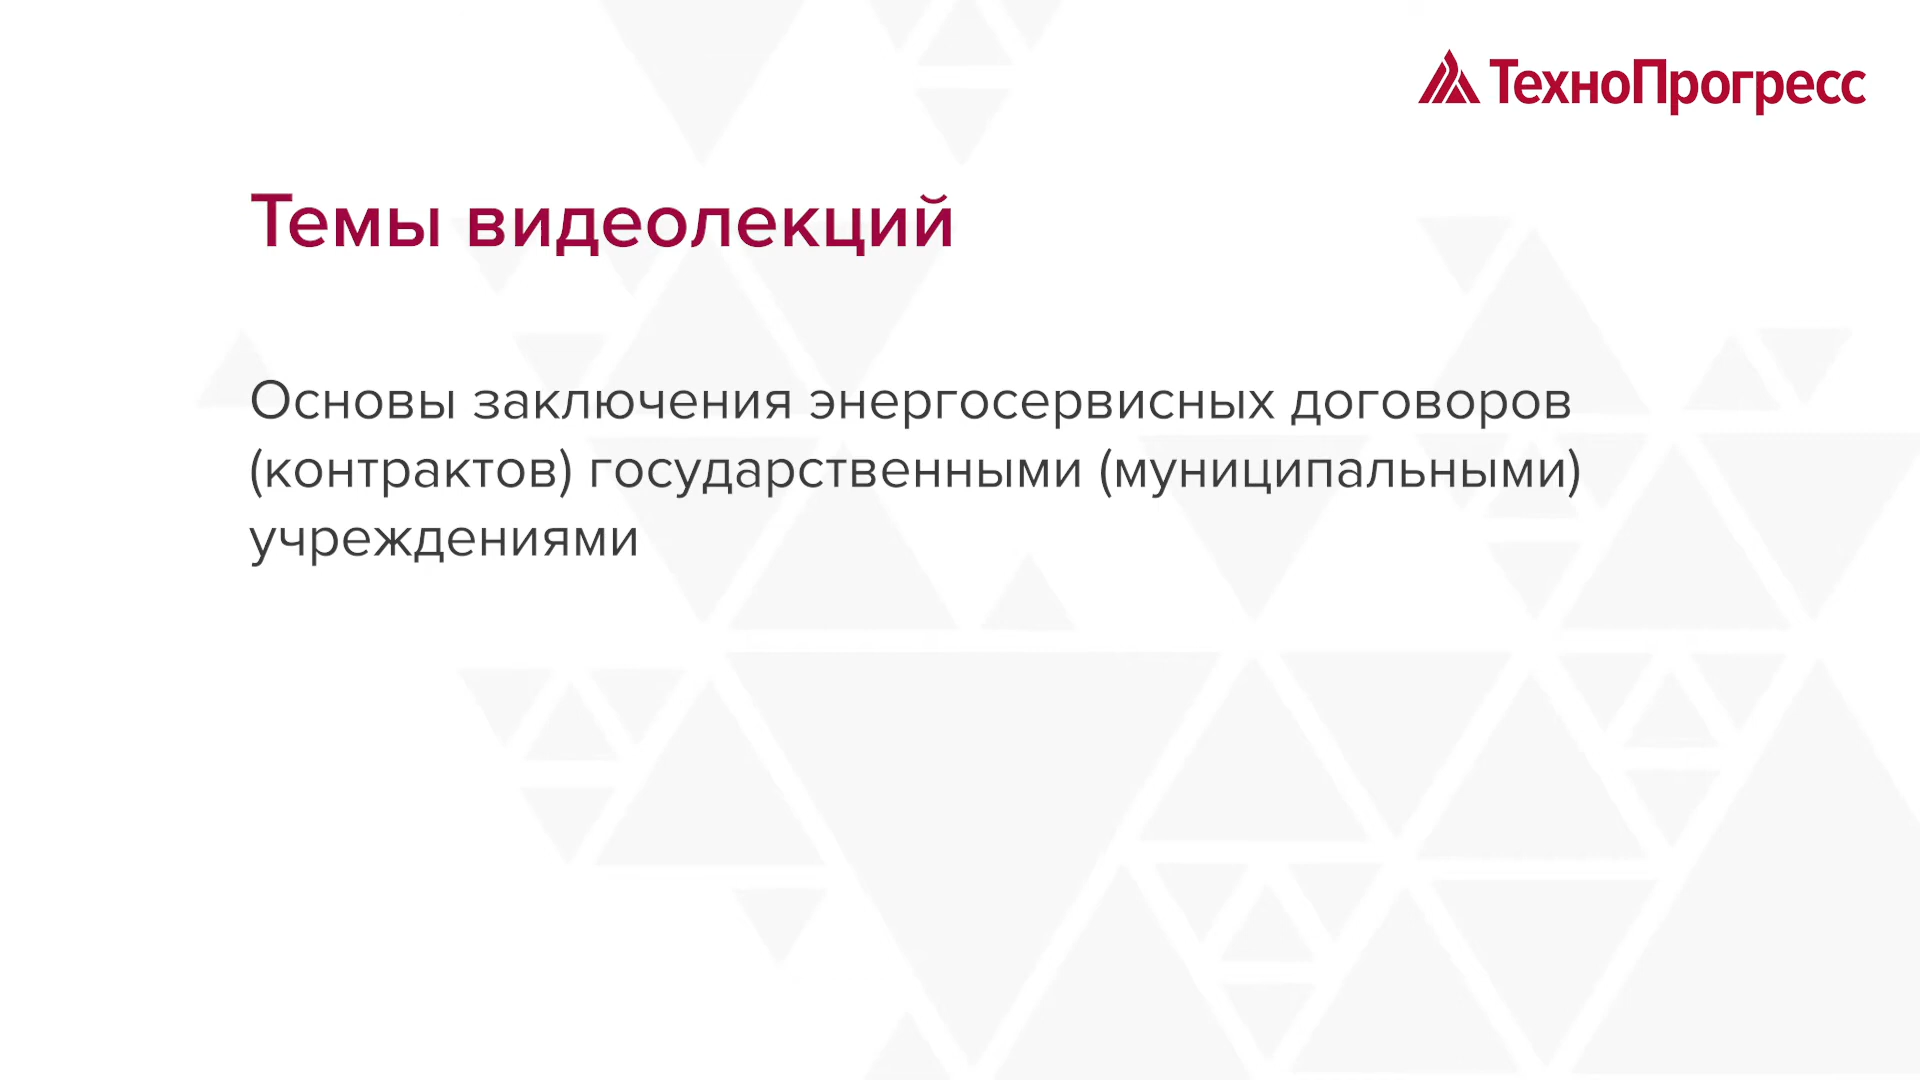 ТехноПрогресс
Темы видеолекций
Основы заключения энергосервисных договоров
(контрактов) государственными (муниципальными)
учреждениями